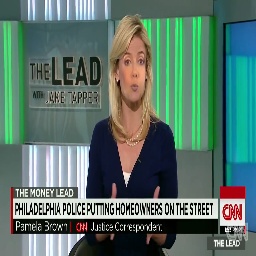 THE LEAD
WITH JAKE TAPPER
THE MONEY LEAD
PHILADELPHIA POLICE PUTTING HOMEOWNERS ON THE STREET
CNN
Pamela Brown CNN Justice Correspondent
THE LEAD